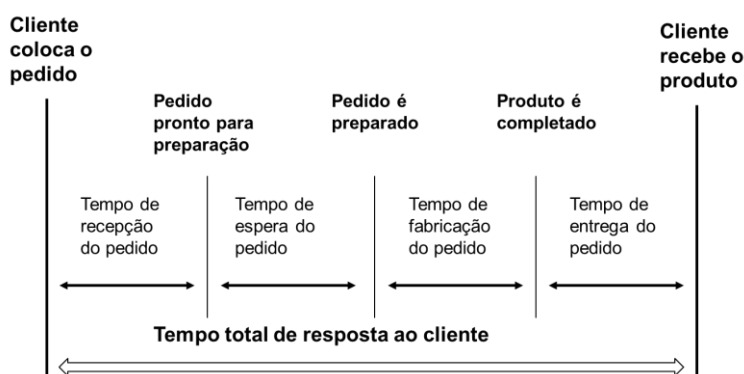 Cliente
coloca o
pedido
Cliente
recebe o
produto
Pedido
pronto para
preparação
Pedido é
preparado
Produto é
completado
Tempo de
recepção
do pedido
Tempo de
espera do
pedido
Tempo de
fabricação
do pedido
Tempo de
entrega do
pedido
Tempo total de resposta ao cliente